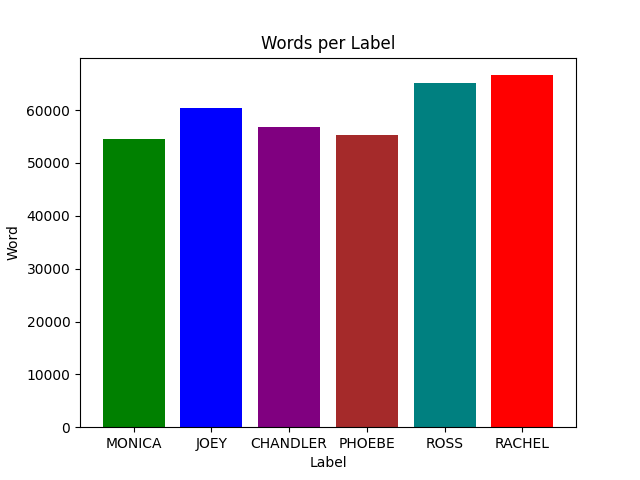 Words per Label
Word
60000
50000
40000
30000
20000
10000
0
MONICA JOEY CHANDLER PHOEBE ROSS RACHEL
Label